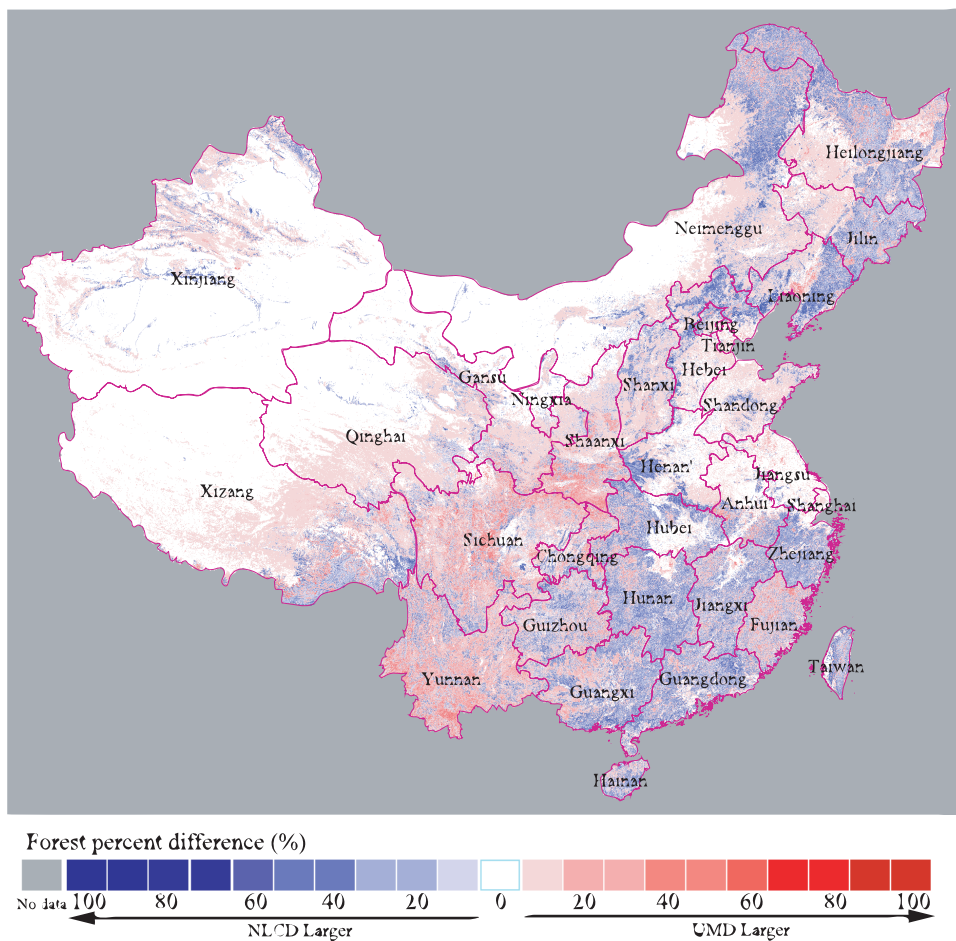 Heilongjiang
Neimenggu
Jilin
Xinjiang
Liaoning
Beijing
Tianjin
Hebei
Gansu
Shanxi
Ningxia
Shandong
Qinghai
Shaanxi
Henan'
Jiangsu
Xizang
Anhui
Shanghai
Hubei
Sichuan
Chongqing
Zhejiang
Hunan
Jiangxi
Guizhou
Fujian
Taiwan
Yunnan
Guangdong
Guangxi
Hainan
Forest percent difference (%)
No data 100 80 60 40 20 0 20 40 60 80 100
NLCD Larger UMD Larger